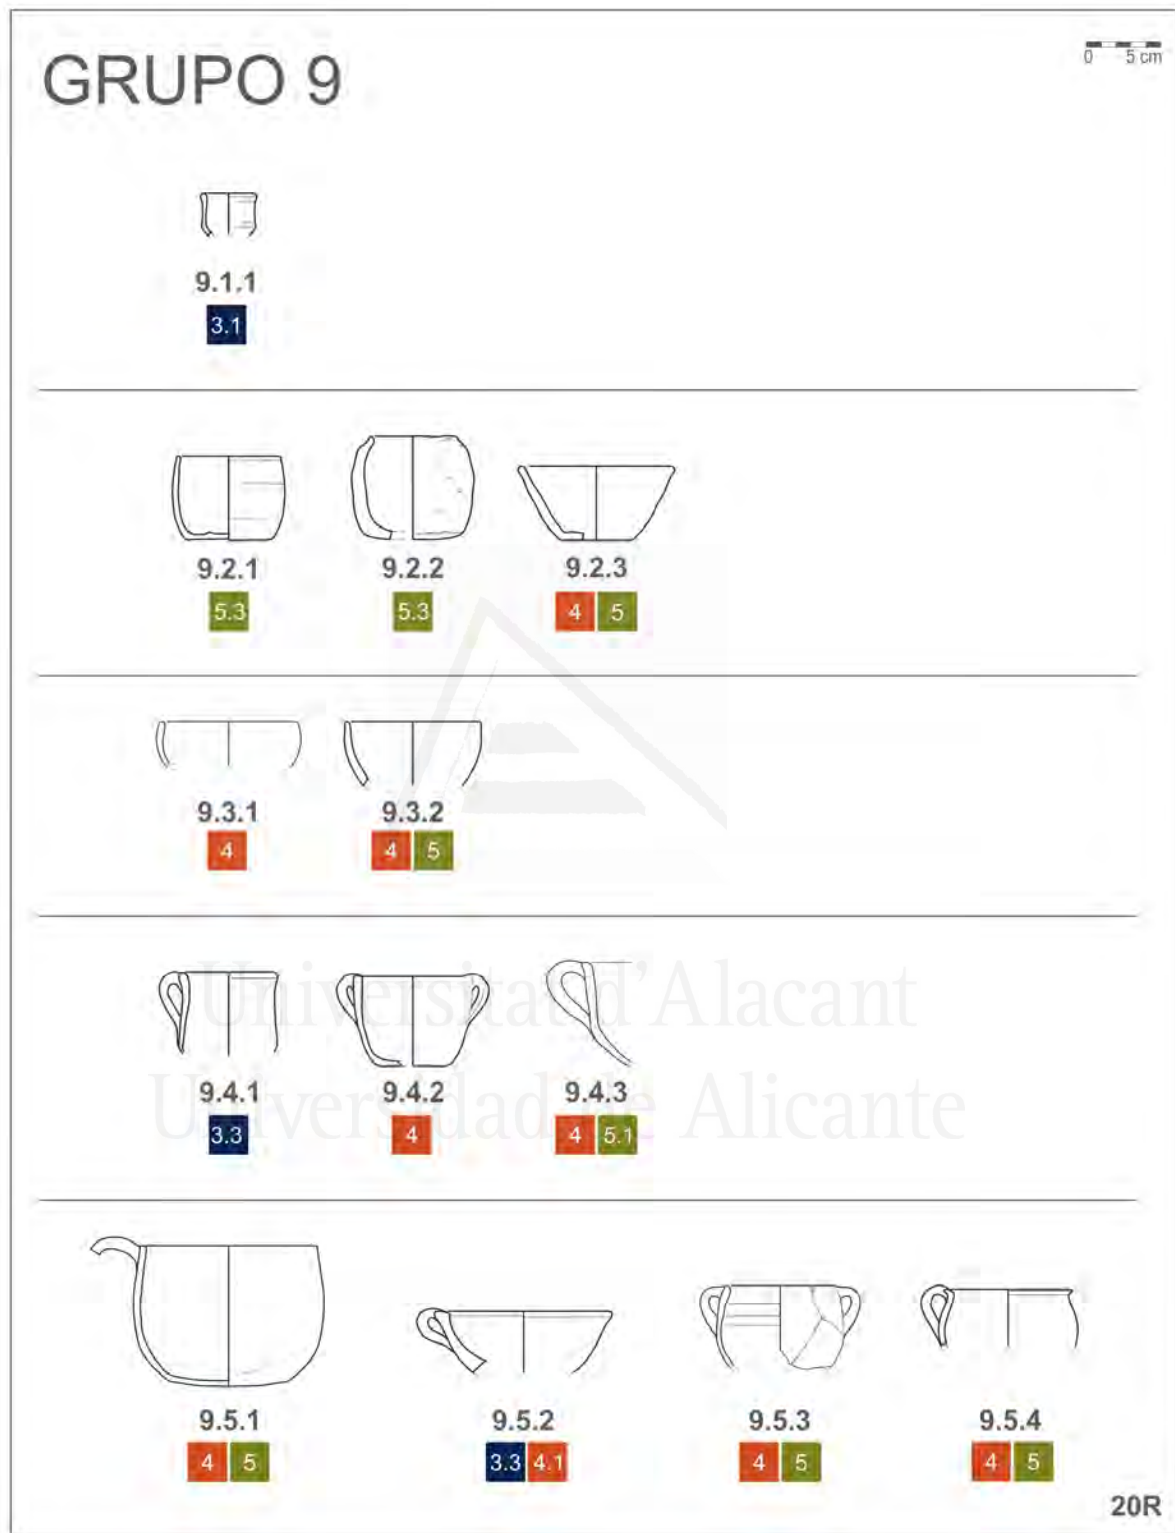 GRUPO 9
0 5 cm
9.1.1
3.1
9.2.1 9.2.2 9.2.3
5.3 5.3 4 5
9.3.1 9.3.2
4 4 5
9.4.1 9.4.2 9.4.3
3.3 4 4 5.1
Universitat d'Alacant
Universidad de Alicante
9.5.1 9.5.2 9.5.3 9.5.4
4 5 3.3 4.1 4 5 4 5
20R